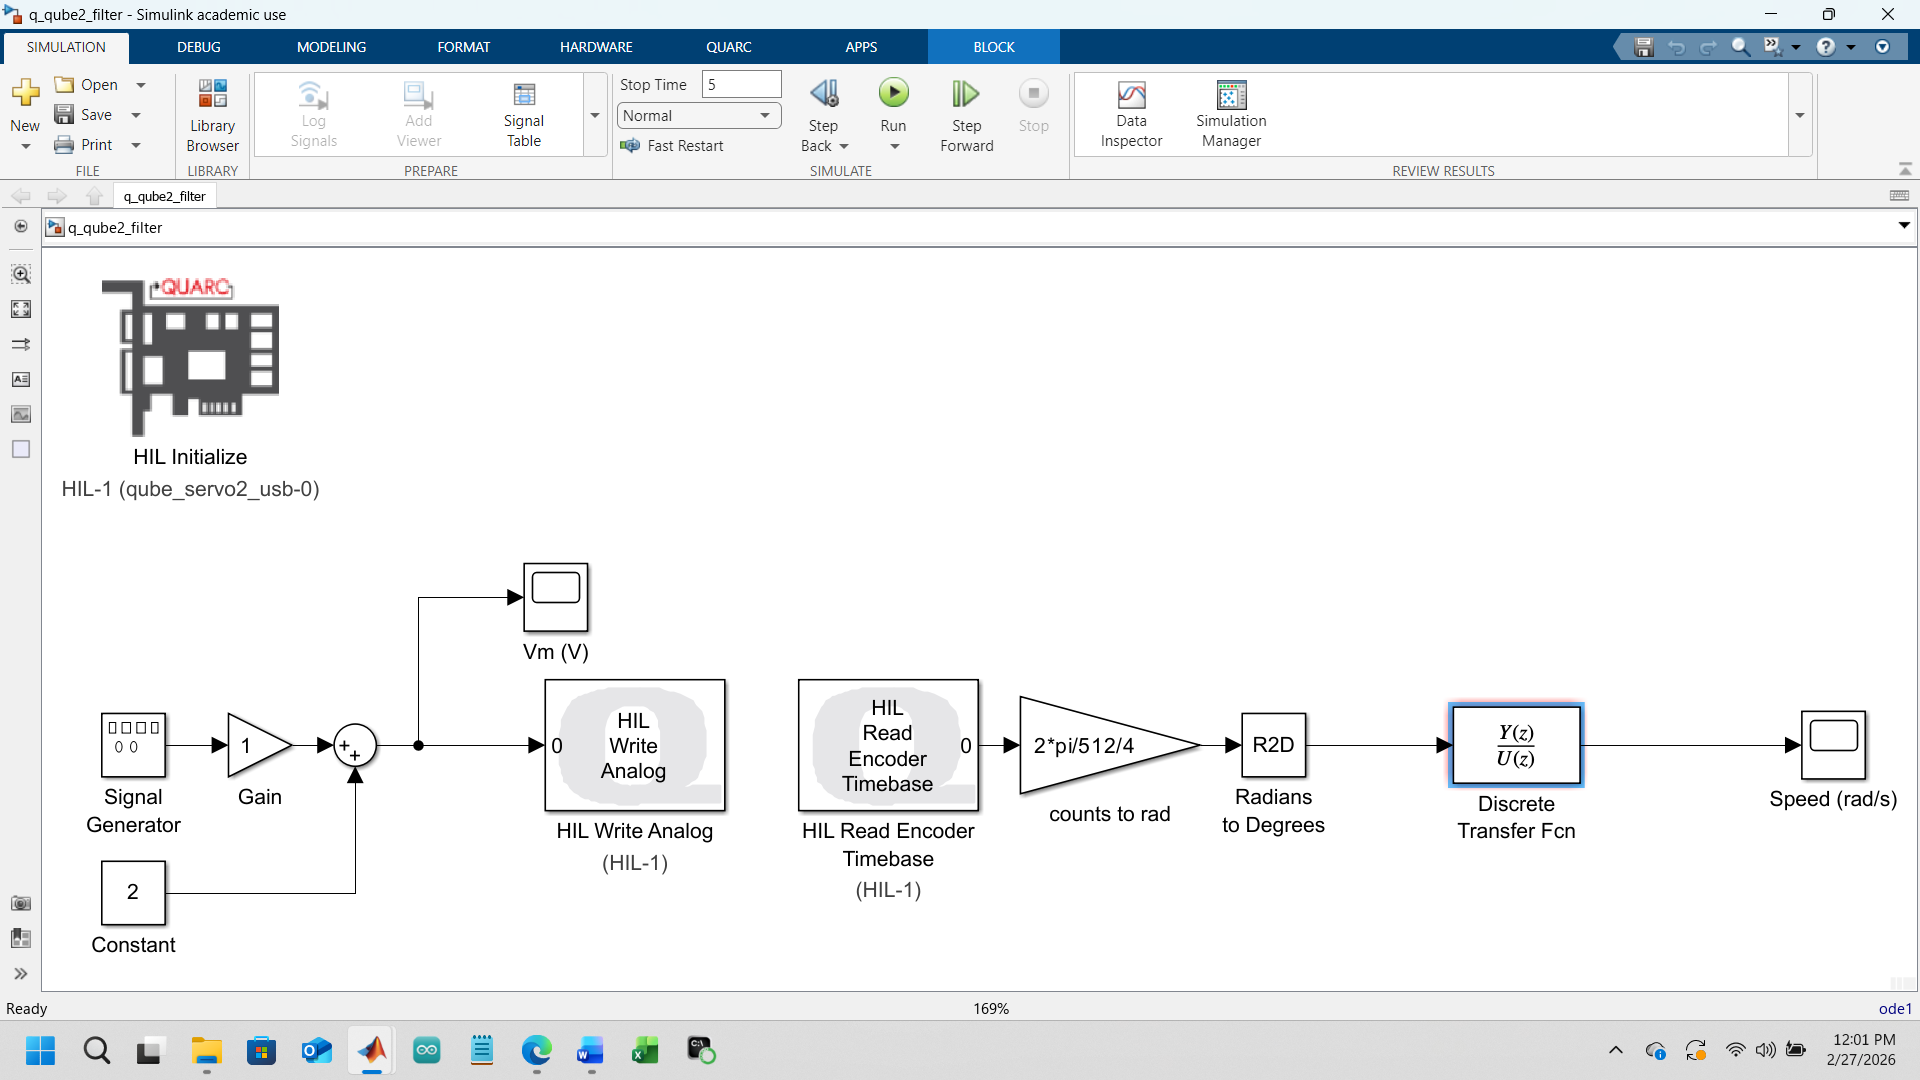 q_qube2_filter - Simulink academic use
SIMULATION DEBUG MODELING FORMAT HARDWARE QUARC APPS BLOCK
New
Open
Save
Print
FILE
Library
Browser
LIBRARY
Log
Signals
Add
Viewer
Signal
Table
PREPARE
Stop Time 5
Normal
Fast Restart
Step
Back
Run
Step
Forward
Stop
SIMULATE
Data
Inspector
Simulation
Manager
REVIEW RESULTS
q_qube2_filter
q_qube2_filter
QUARC
HIL Initialize
HIL-1 (qube_servo2_usb-0)
Vm (V)
Signal
Generator
1
Gain
2
Constant
0
HIL
Write
Analog
HIL Write Analog
(HIL-1)
HIL
Read
Encoder
Timebase
0
HIL Read Encoder
Timebase
(HIL-1)
2*pi/512/4
counts to rad
R2D
Radians
to Degrees
Y(z)
U(z)
Discrete
Transfer Fcn
Speed (rad/s)
Ready 169% ode1
12:01 PM
2/27/2026